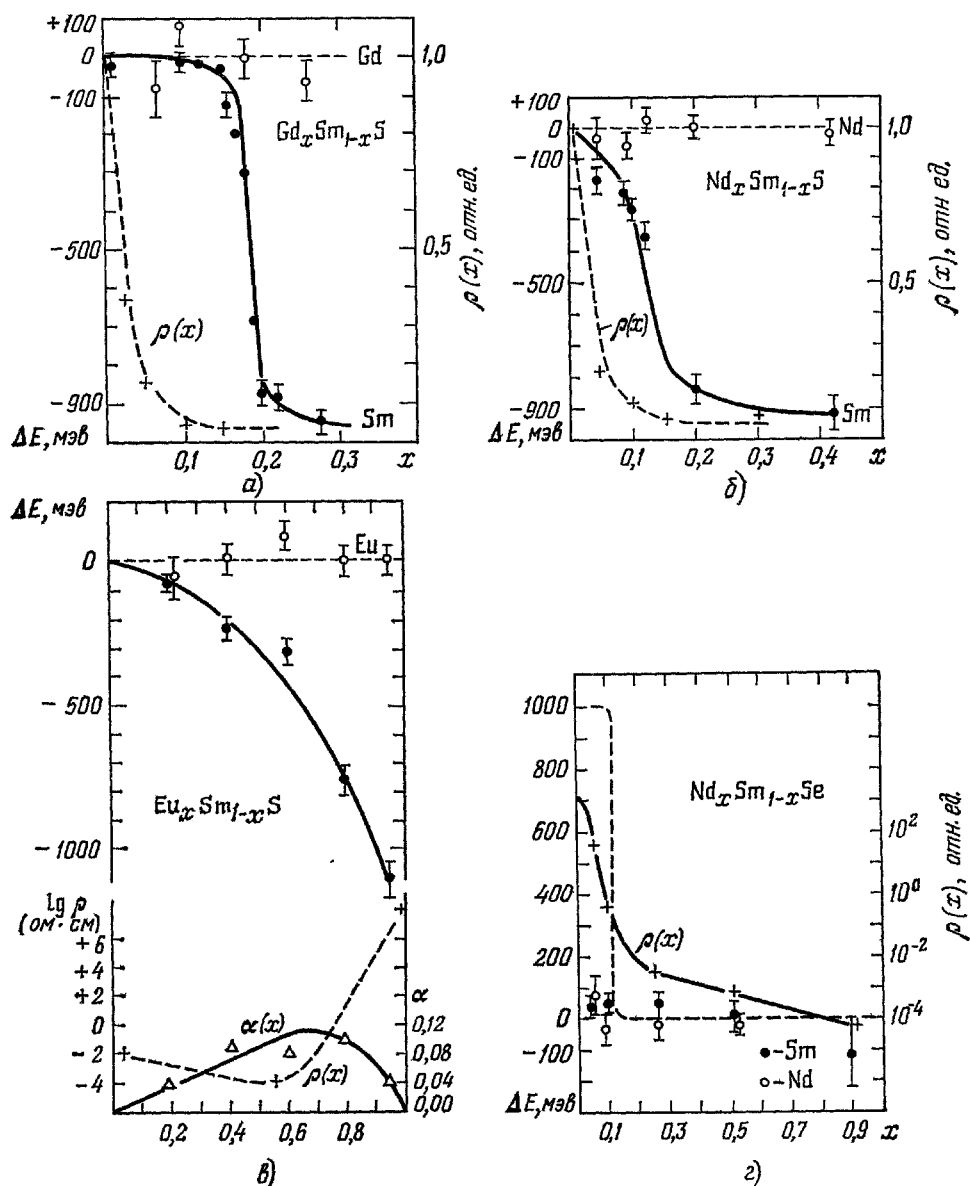 +100
0
-100
-500
-900
ΔE, мэв
Gd
1,0
Gd_xSm_{1-x}S
0,5
ρ(x), отн. ед.
ρ(x)
Sm
0,1
0,2
0,3
x
а)
+100
0
-100
-500
-900
ΔE, мэв
Nd
1,0
Nd_xSm_{1-x}S
0,5
ρ(x), отн ед.
ρ(x)
Sm
0,1
0,2
0,3
0,4
x
б)
ΔE, мэв
0
-500
-1000
Eu
Eu_xSm_{1-x}S
lg ρ
(ом·см)
+6
+4
+2
0
-2
-4
α
0,12
0,08
0,04
0,00
α(x)
ρ(x)
0,2
0,4
0,6
0,8
в)
1000
800
600
400
200
0
-100
ΔE, мэв
Nd_xSm_{1-x}Se
10^2
10^0
10^-2
10^-4
ρ(x), отн. ед.
ρ(x)
●-Sm
○-Nd
0,1
0,3
0,5
0,7
0,9
x
г)